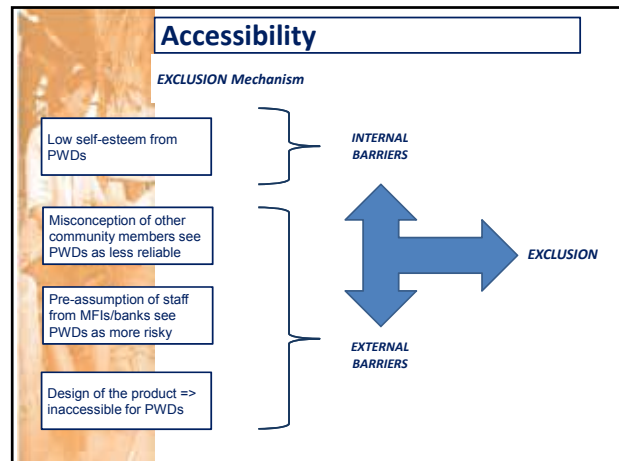 Accessibility
EXCLUSION Mechanism
Low self-esteem from
PWDs
INTERNAL
BARRIERS
Misconception of other
community members see
PWDs as less reliable
EXCLUSION
Pre-assumption of staff
from MFIs/banks see
PWDs as more risky
EXTERNAL
BARRIERS
Design of the product =>
inaccessible for PWDs